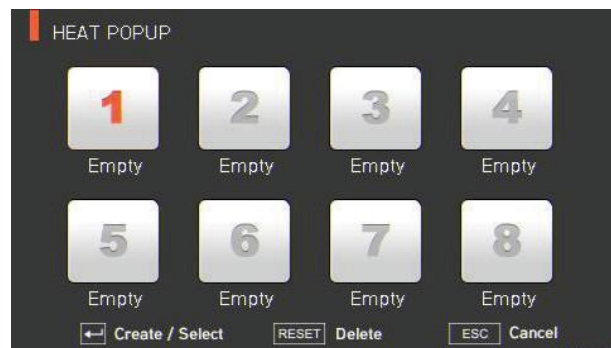 HEAT POPUP
1 2 3 4
Empty Empty Empty Empty
5 6 7 8
Empty Empty Empty Empty
Create / Select RESET Delete ESC Cancel